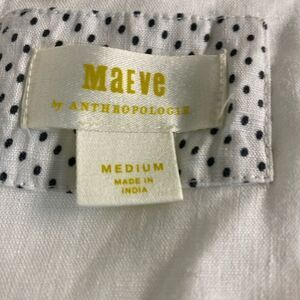 MaEve
by ANTHROPOLOGIE
MEDIUM
MADE IN
INDIA